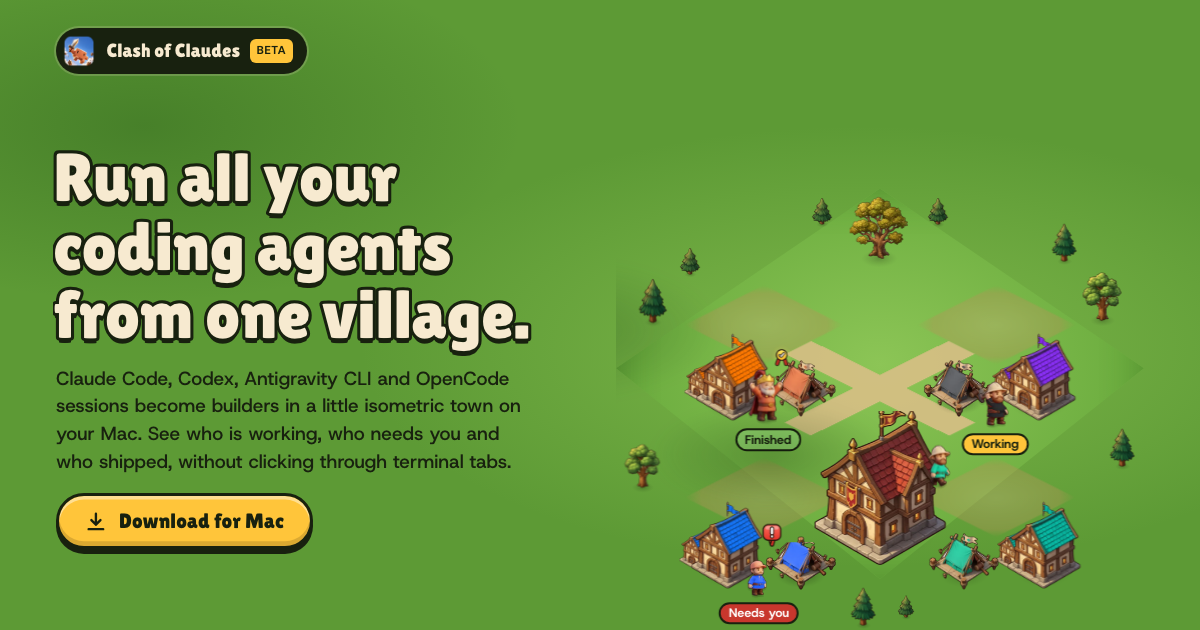 Clash of Claudes BETA
Run all your
coding agents
from one village.
Claude Code, Codex, Antigravity CLI and OpenCode
sessions become builders in a little isometric town on
your Mac. See who is working, who needs you and
who shipped, without clicking through terminal tabs.
Download for Mac
Finished
Working
!
Needs you